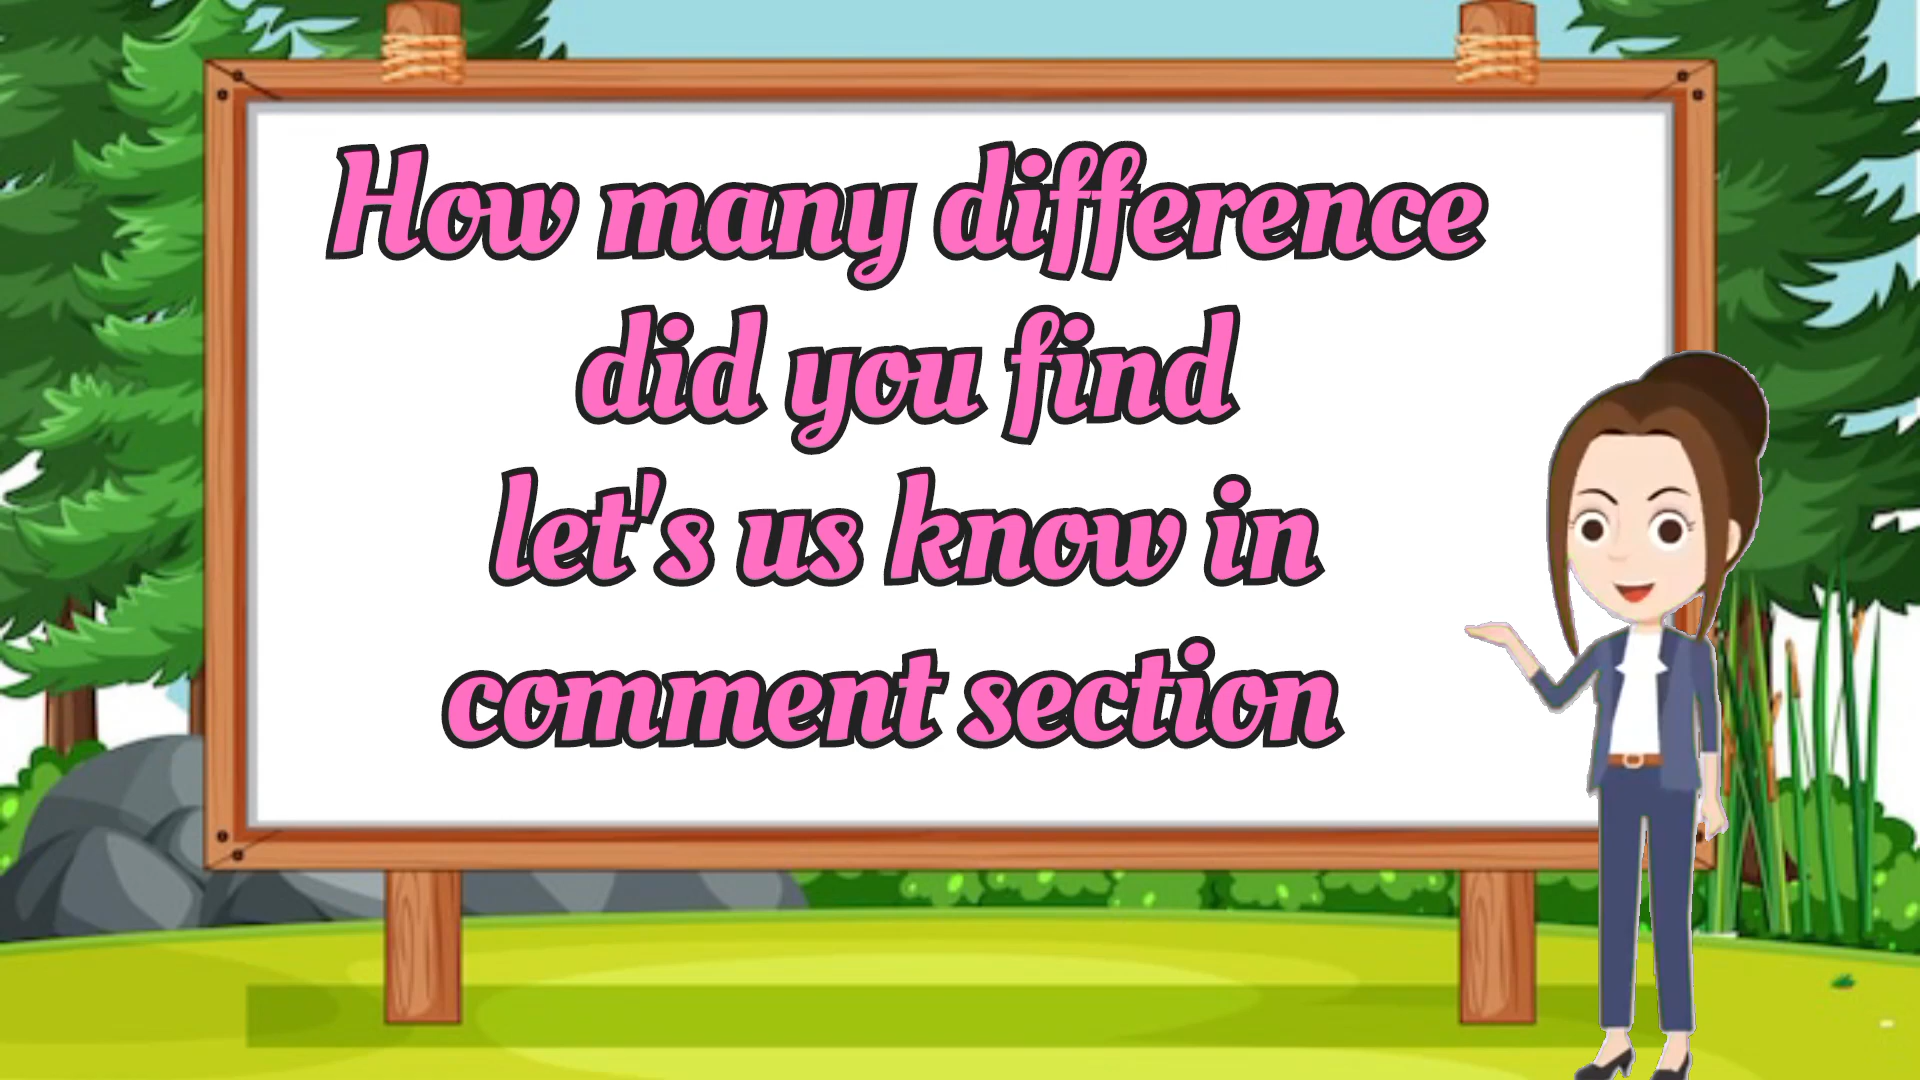 How many difference
did you find
let's us know in
comment section